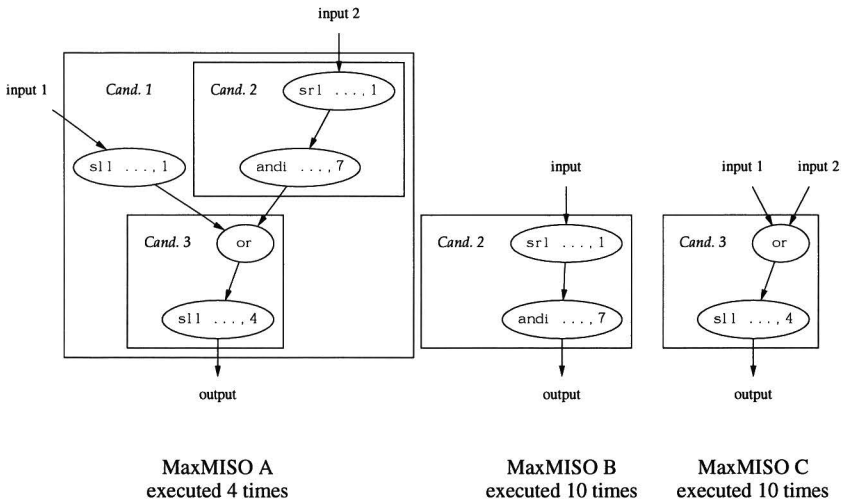 input 2
input 1
Cand. 1
Cand. 2
srl ..., 1
sll ..., 1
andi ..., 7
Cand. 3
or
sll ..., 4
output
input
Cand. 2
srl ..., 1
andi ..., 7
output
input 1
input 2
Cand. 3
or
sll ..., 4
output
MaxMISO A
executed 4 times
MaxMISO B
executed 10 times
MaxMISO C
executed 10 times